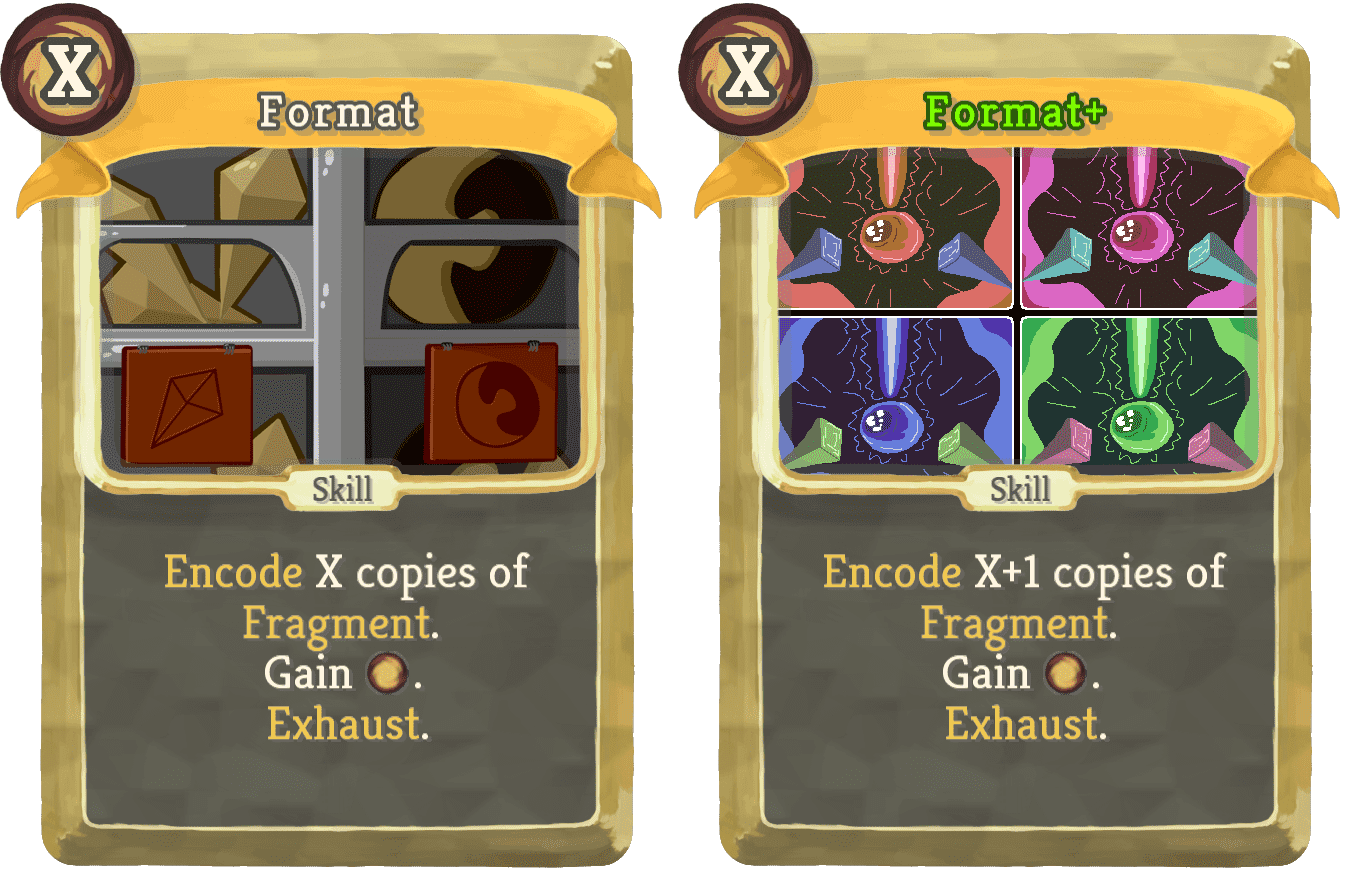 X
Format
Skill
Encode X copies of
Fragment.
Gain .
Exhaust.
X
Format+
Skill
Encode X+1 copies of
Fragment.
Gain .
Exhaust.